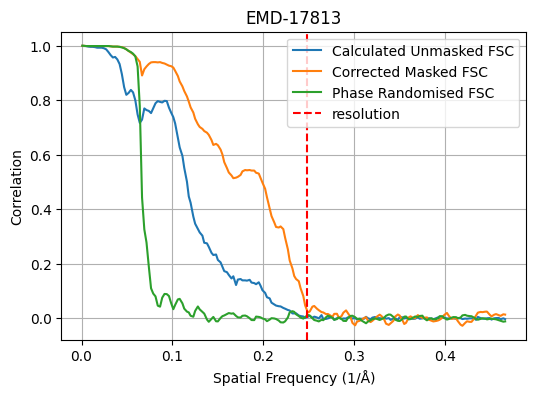 EMD-17813
Calculated Unmasked FSC
Corrected Masked FSC
Phase Randomised FSC
resolution
Correlation
1.0
0.8
0.6
0.4
0.2
0.0
0.0 0.1 0.2 0.3 0.4
Spatial Frequency (1/Å)